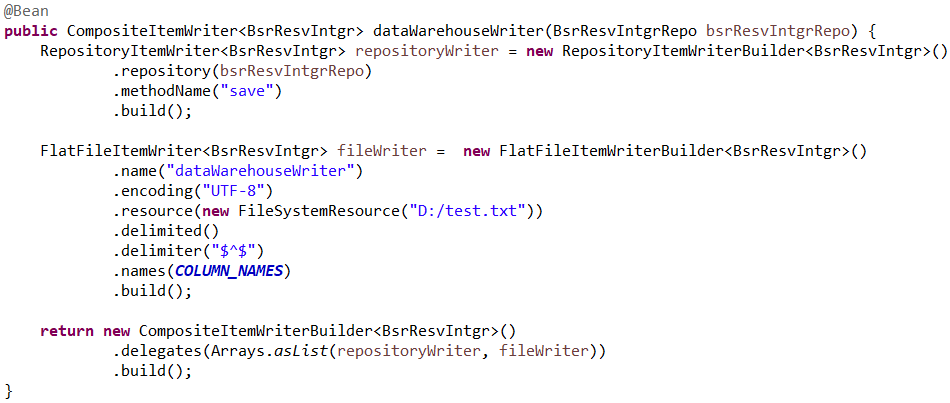 @Bean
public CompositeItemWriter<BsrResvIntgr> dataWarehouseWriter(BsrResvIntgrRepo bsrResvIntgrRepo) {
    RepositoryItemWriter<BsrResvIntgr> repositoryWriter = new RepositoryItemWriterBuilder<BsrResvIntgr>()
            .repository(bsrResvIntgrRepo)
            .methodName("save")
            .build();

    FlatFileItemWriter<BsrResvIntgr> fileWriter =  new FlatFileItemWriterBuilder<BsrResvIntgr>()
            .name("dataWarehouseWriter")
            .encoding("UTF-8")
            .resource(new FileSystemResource("D:/test.txt"))
            .delimited()
            .delimiter("$^$")
            .names(COLUMN_NAMES)
            .build();

    return new CompositeItemWriterBuilder<BsrResvIntgr>()
            .delegates(Arrays.asList(repositoryWriter, fileWriter))
            .build();
}